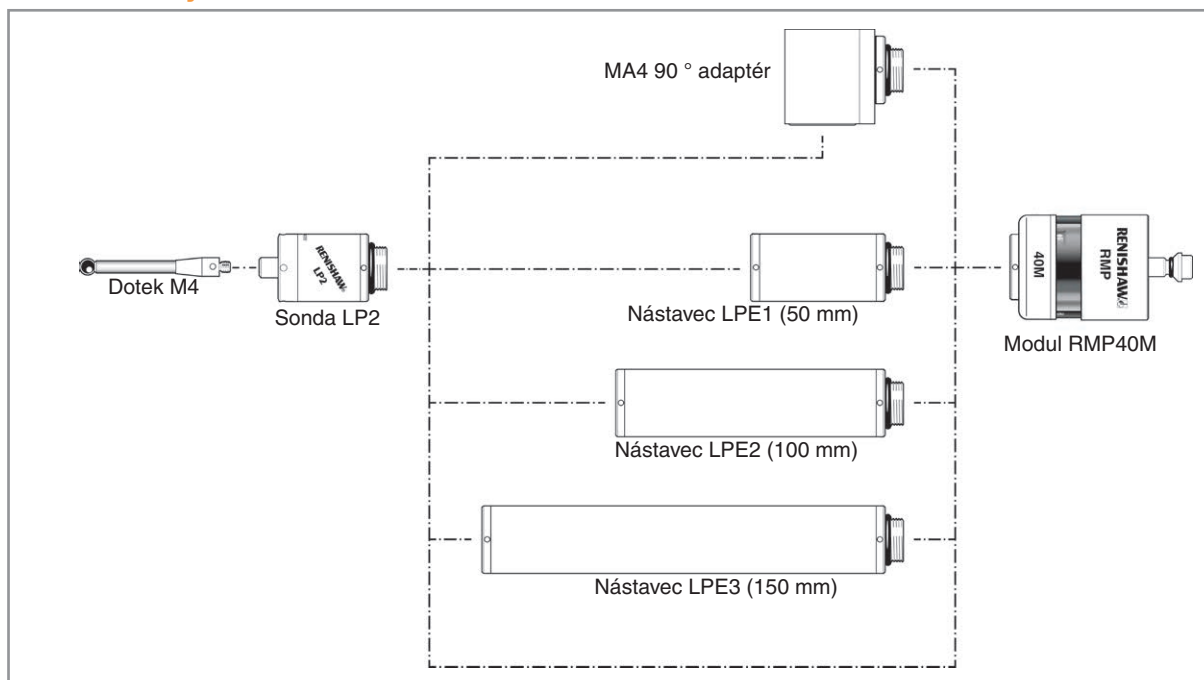 MA4 90 ° adaptér
RENISHAW
LP2
RENISHAW
RMP
40M
Dotek M4
Sonda LP2
Nástavec LPE1 (50 mm)
Modul RMP40M
Nástavec LPE2 (100 mm)
Nástavec LPE3 (150 mm)